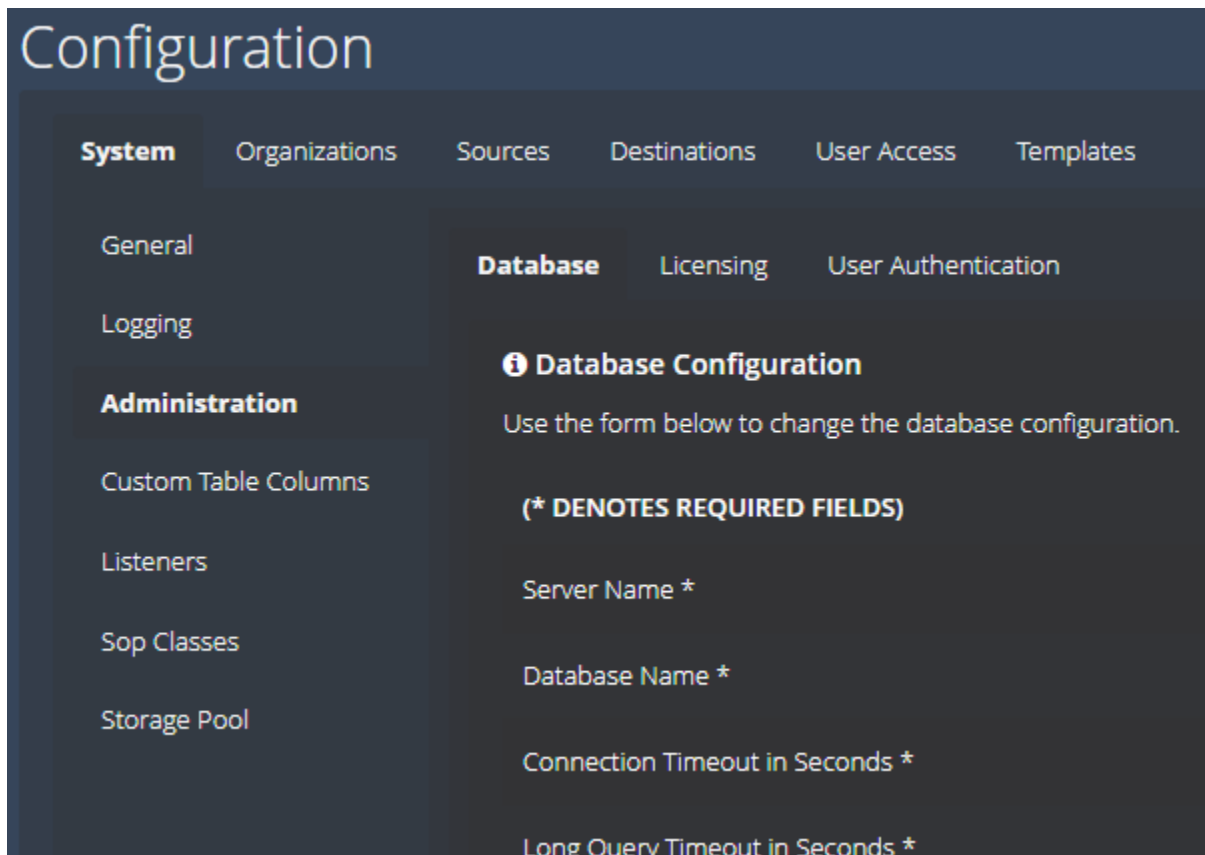 Configuration
System Organizations Sources Destinations User Access Templates
General
Logging
Administration
Custom Table Columns
Listeners
Sop Classes
Storage Pool
Database Licensing User Authentication
Database Configuration
Use the form below to change the database configuration.
(* DENOTES REQUIRED FIELDS)
Server Name *
Database Name *
Connection Timeout in Seconds *
Long Query Timeout in Seconds *